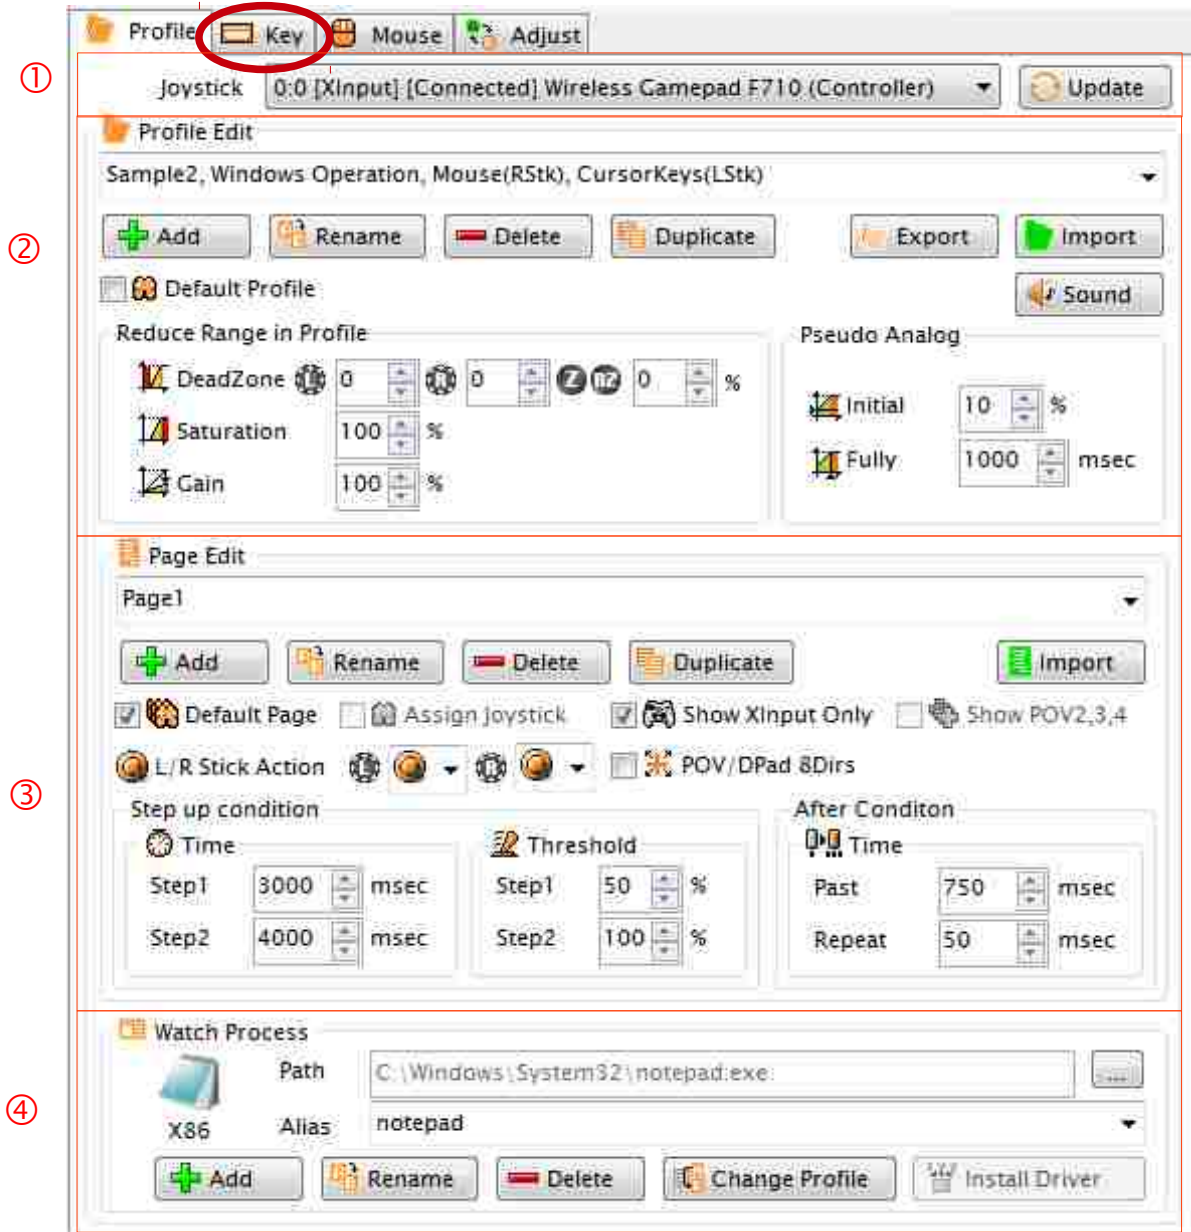 Profile Key Mouse Adjust
① Joystick 0:0 [XInput] [Connected] Wireless Gamepad F710 (Controller) Update
Profile Edit
Sample2, Windows Operation, Mouse(RStk), CursorKeys(LStk)
② Add Rename Delete Duplicate Export Import
Default Profile Sound
Reduce Range in Profile Pseudo Analog
DeadZone L 0 R 0 Z n? 0 %
Initial 10 %
Saturation 100 %
Fully 1000 msec
Gain 100 %
Page Edit
Page1
Add Rename Delete Duplicate Import
Default Page Assign Joystick Show XInput Only Show POV2,3,4
L/R Stick Action L R POV/DPad 8Dirs
③
Step up condition After Conditon
Time Threshold Time
Step1 3000 msec Step1 50 % Past 750 msec
Step2 4000 msec Step2 100 % Repeat 50 msec
Watch Process
Path C:\Windows\System32\notepad.exe ...
④ X86 Alias notepad
Add Rename Delete Change Profile Install Driver